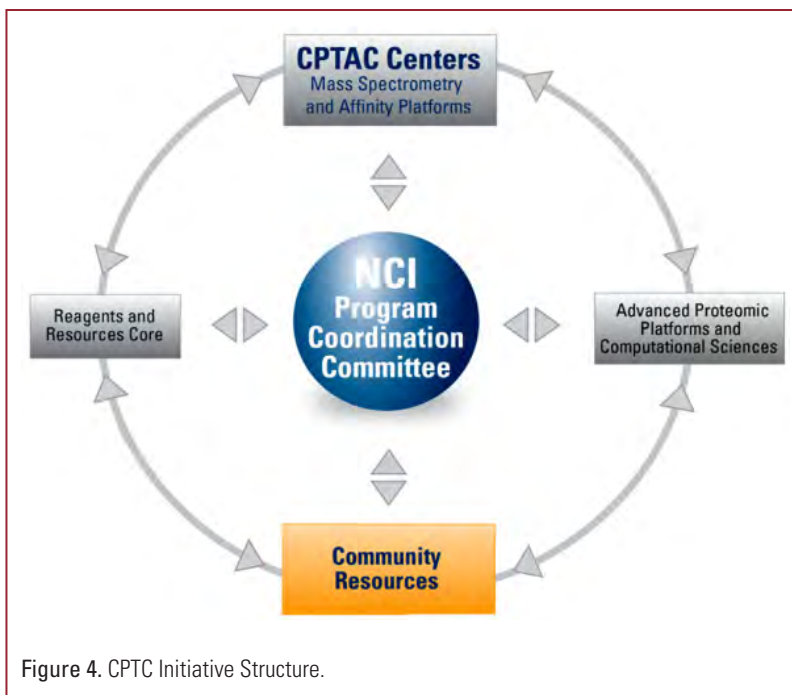 CPTAC Centers
Mass Spectrometry
and Affinity Platforms
NCI
Program
Coordination
Committee
Reagents and
Resources Core
Advanced Proteomic
Platforms and
Computational Sciences
Community
Resources
Figure 4. CPTC Initiative Structure.